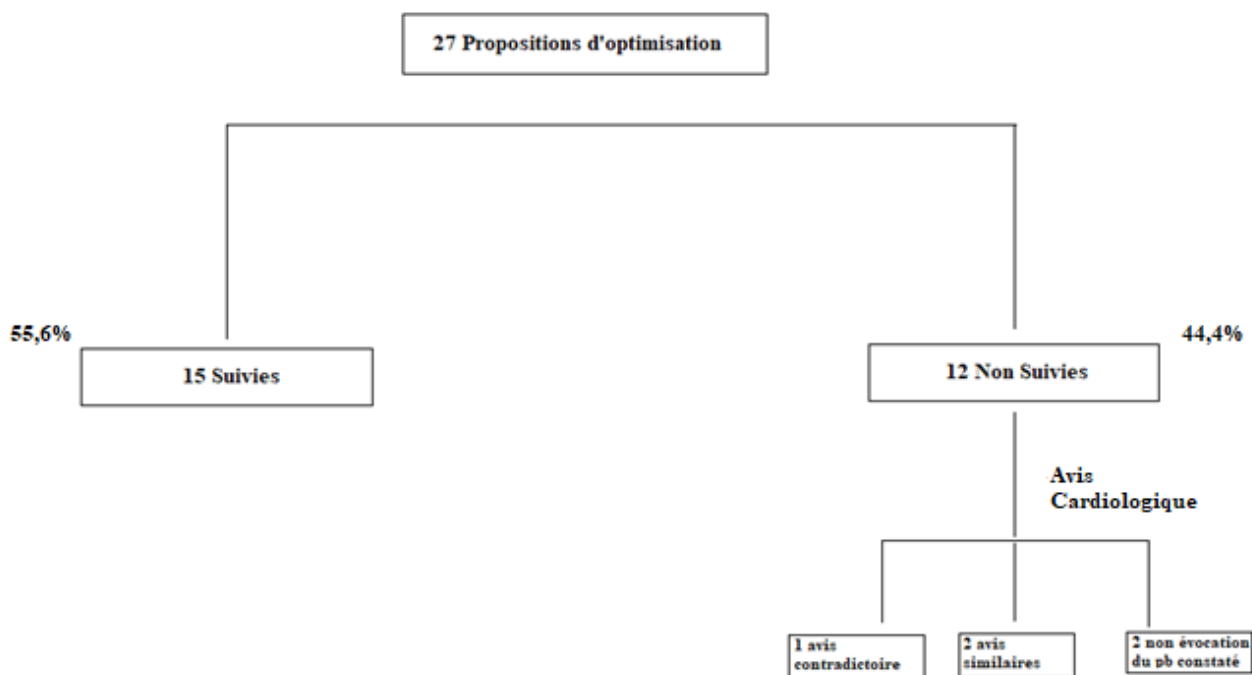 27 Propositions d'optimisation
55,6%
44,4%
15 Suivies
12 Non Suivies
Avis
Cardiologique
1 avis
contradictoire
2 avis
similaires
2 non évocation
du pb constaté